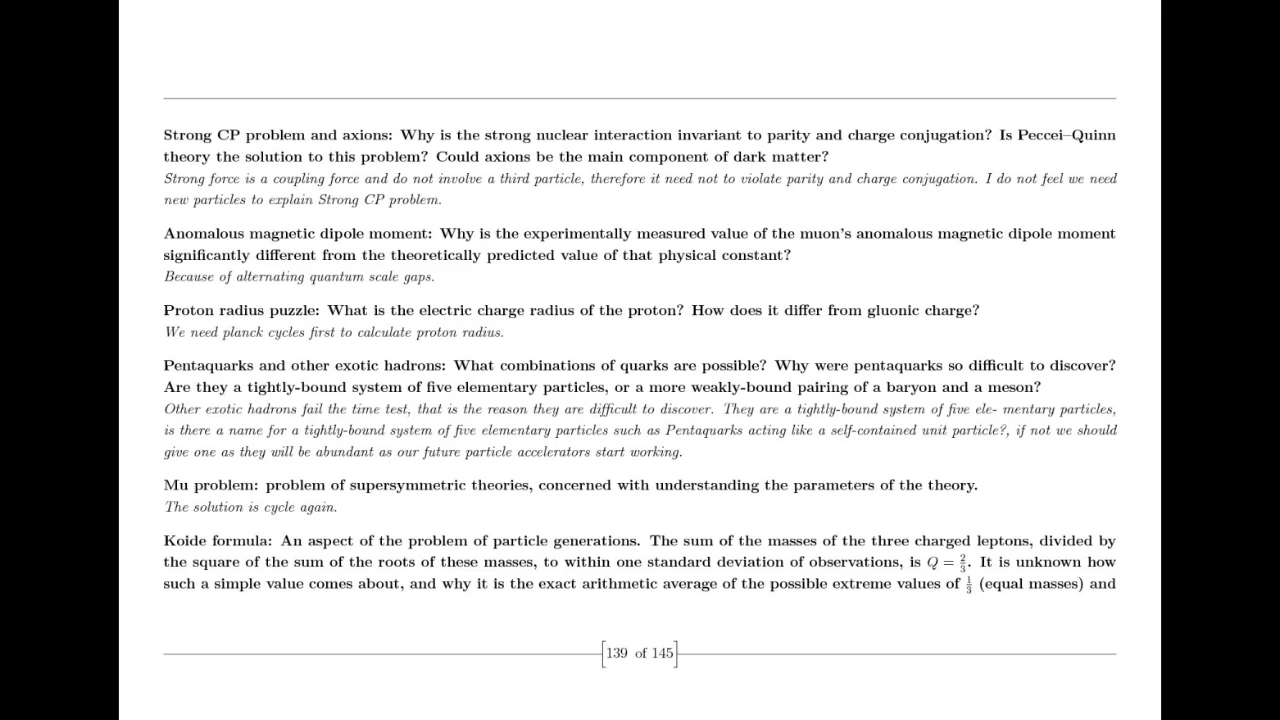 Strong CP problem and axions: Why is the strong nuclear interaction invariant to parity and charge conjugation? Is Peccei–Quinn
theory the solution to this problem? Could axions be the main component of dark matter?
Strong force is a coupling force and do not involve a third particle, therefore it need not to violate parity and charge conjugation. I do not feel we need
new particles to explain Strong CP problem.
Anomalous magnetic dipole moment: Why is the experimentally measured value of the muon's anomalous magnetic dipole moment
significantly different from the theoretically predicted value of that physical constant?
Because of alternating quantum scale gaps.
Proton radius puzzle: What is the electric charge radius of the proton? How does it differ from gluonic charge?
We need planck cycles first to calculate proton radius.
Pentaquarks and other exotic hadrons: What combinations of quarks are possible? Why were pentaquarks so difficult to discover?
Are they a tightly-bound system of five elementary particles, or a more weakly-bound pairing of a baryon and a meson?
Other exotic hadrons fail the time test, that is the reason they are difficult to discover. They are a tightly-bound system of five ele- mentary particles,
is there a name for a tightly-bound system of five elementary particles such as Pentaquarks acting like a self-contained unit particle?, if not we should
give one as they will be abundant as our future particle accelerators start working.
Mu problem: problem of supersymmetric theories, concerned with understanding the parameters of the theory.
The solution is cycle again.
Koide formula: An aspect of the problem of particle generations. The sum of the masses of the three charged leptons, divided by
the square of the sum of the roots of these masses, to within one standard deviation of observations, is Q = 2/3. It is unknown how
such a simple value comes about, and why it is the exact arithmetic average of the possible extreme values of 1/3 (equal masses) and
[139 of 145]